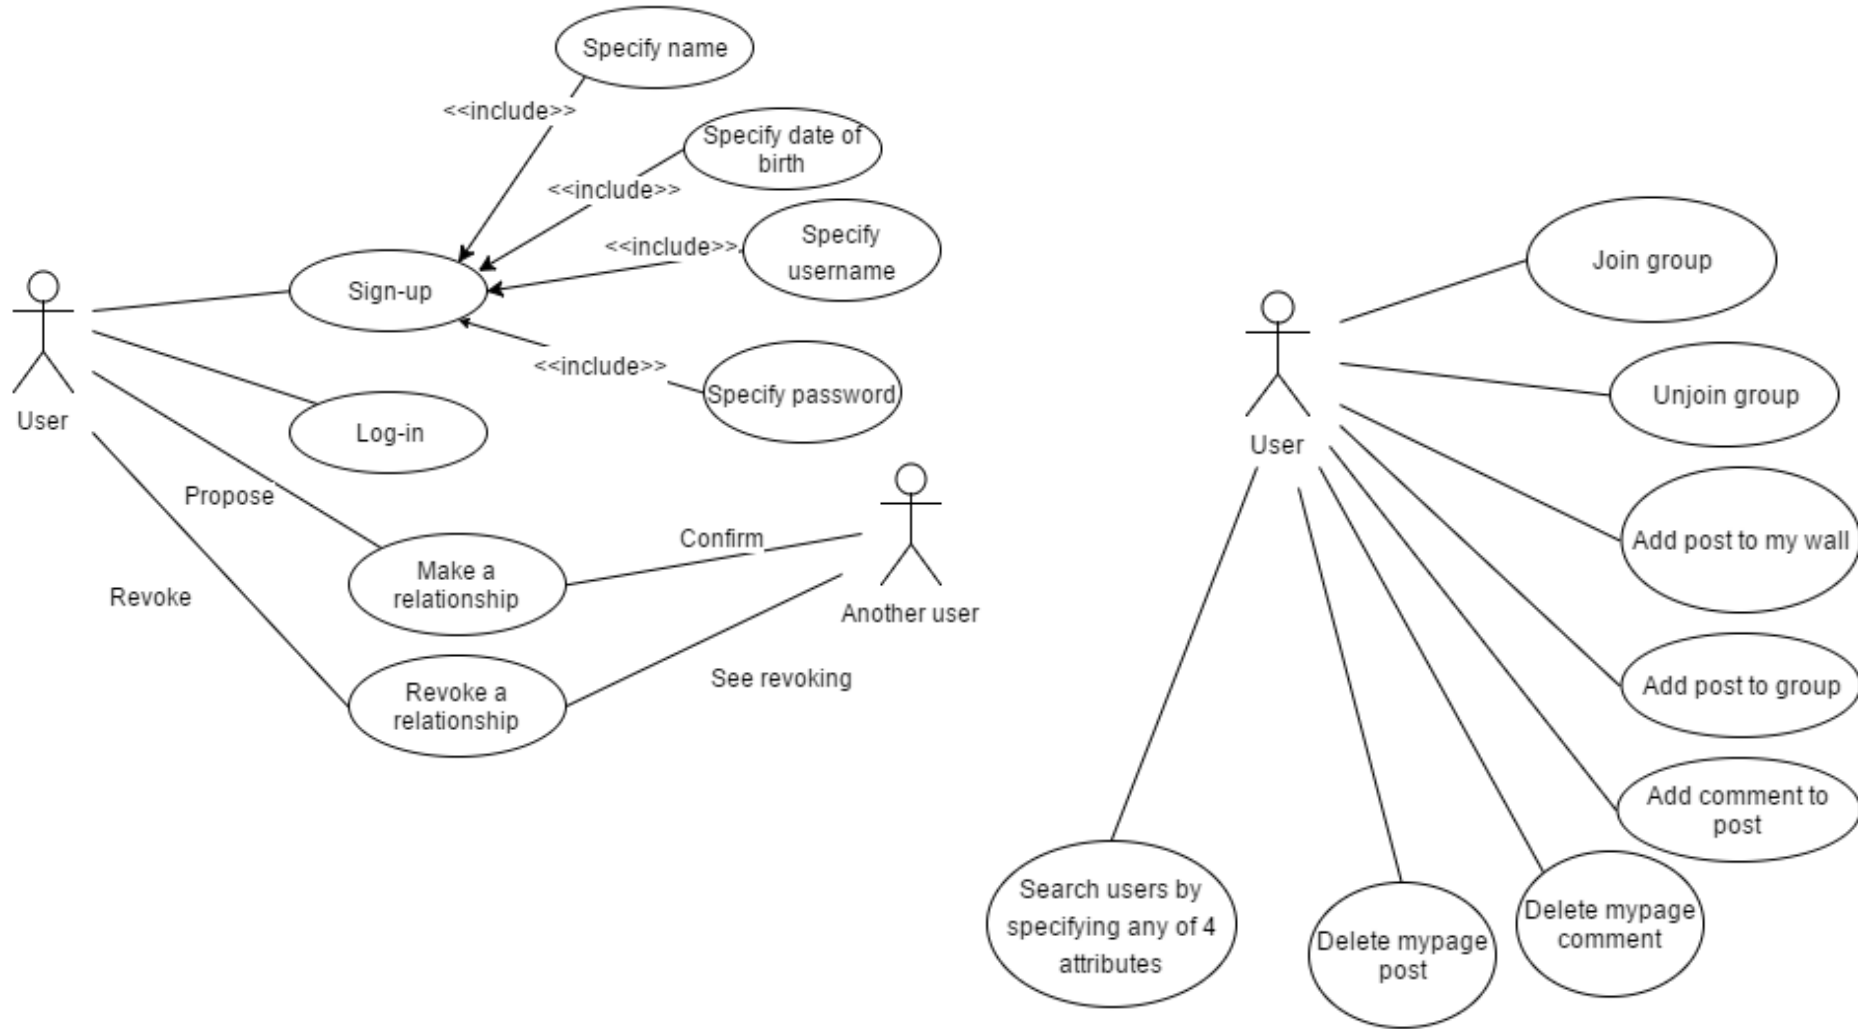 Specify name
<<include>>
Specify date of
birth
<<include>>
Specify
username
<<include>>
Sign-up
<<include>>
Specify password
User
Log-in
Propose
Confirm
Make a
relationship
Revoke
Another user
See revoking
Revoke a
relationship
Join group
Unjoin group
User
Add post to my wall
Add post to group
Add comment to
post
Search users by
specifying any of 4
attributes
Delete mypage
post
Delete mypage
comment